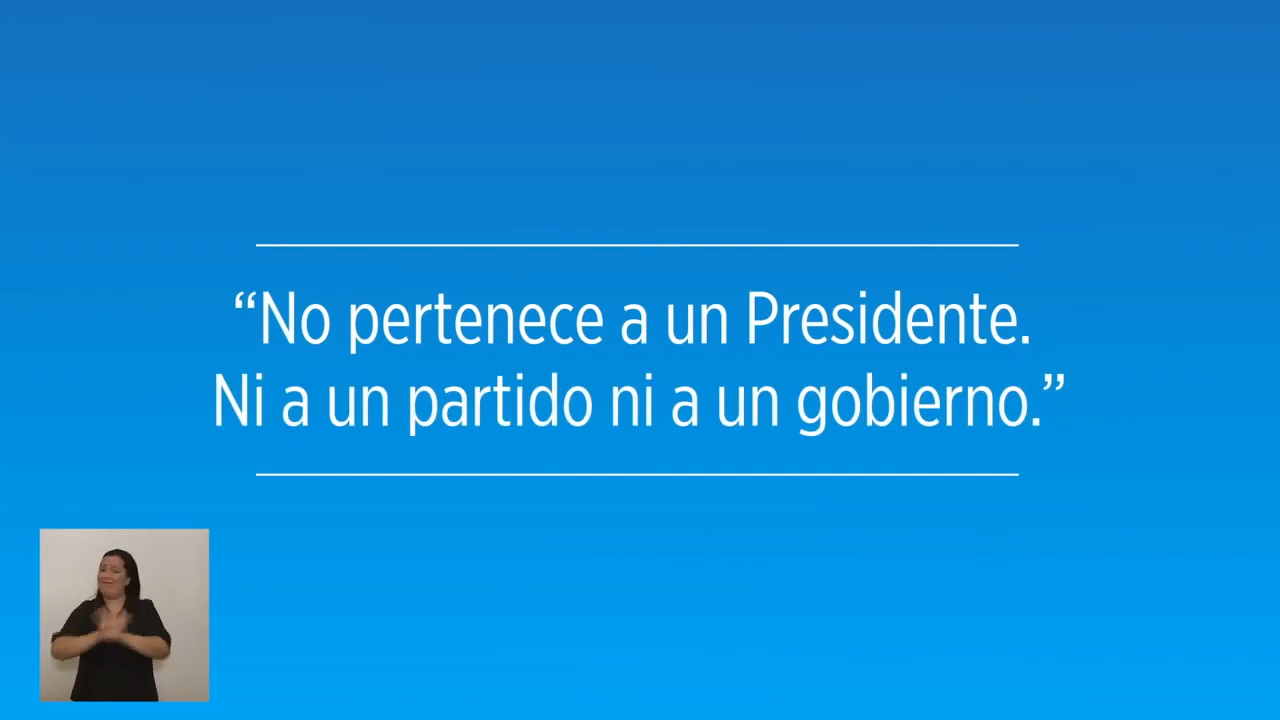 “No pertenece a un Presidente.
Ni a un partido ni a un gobierno.”